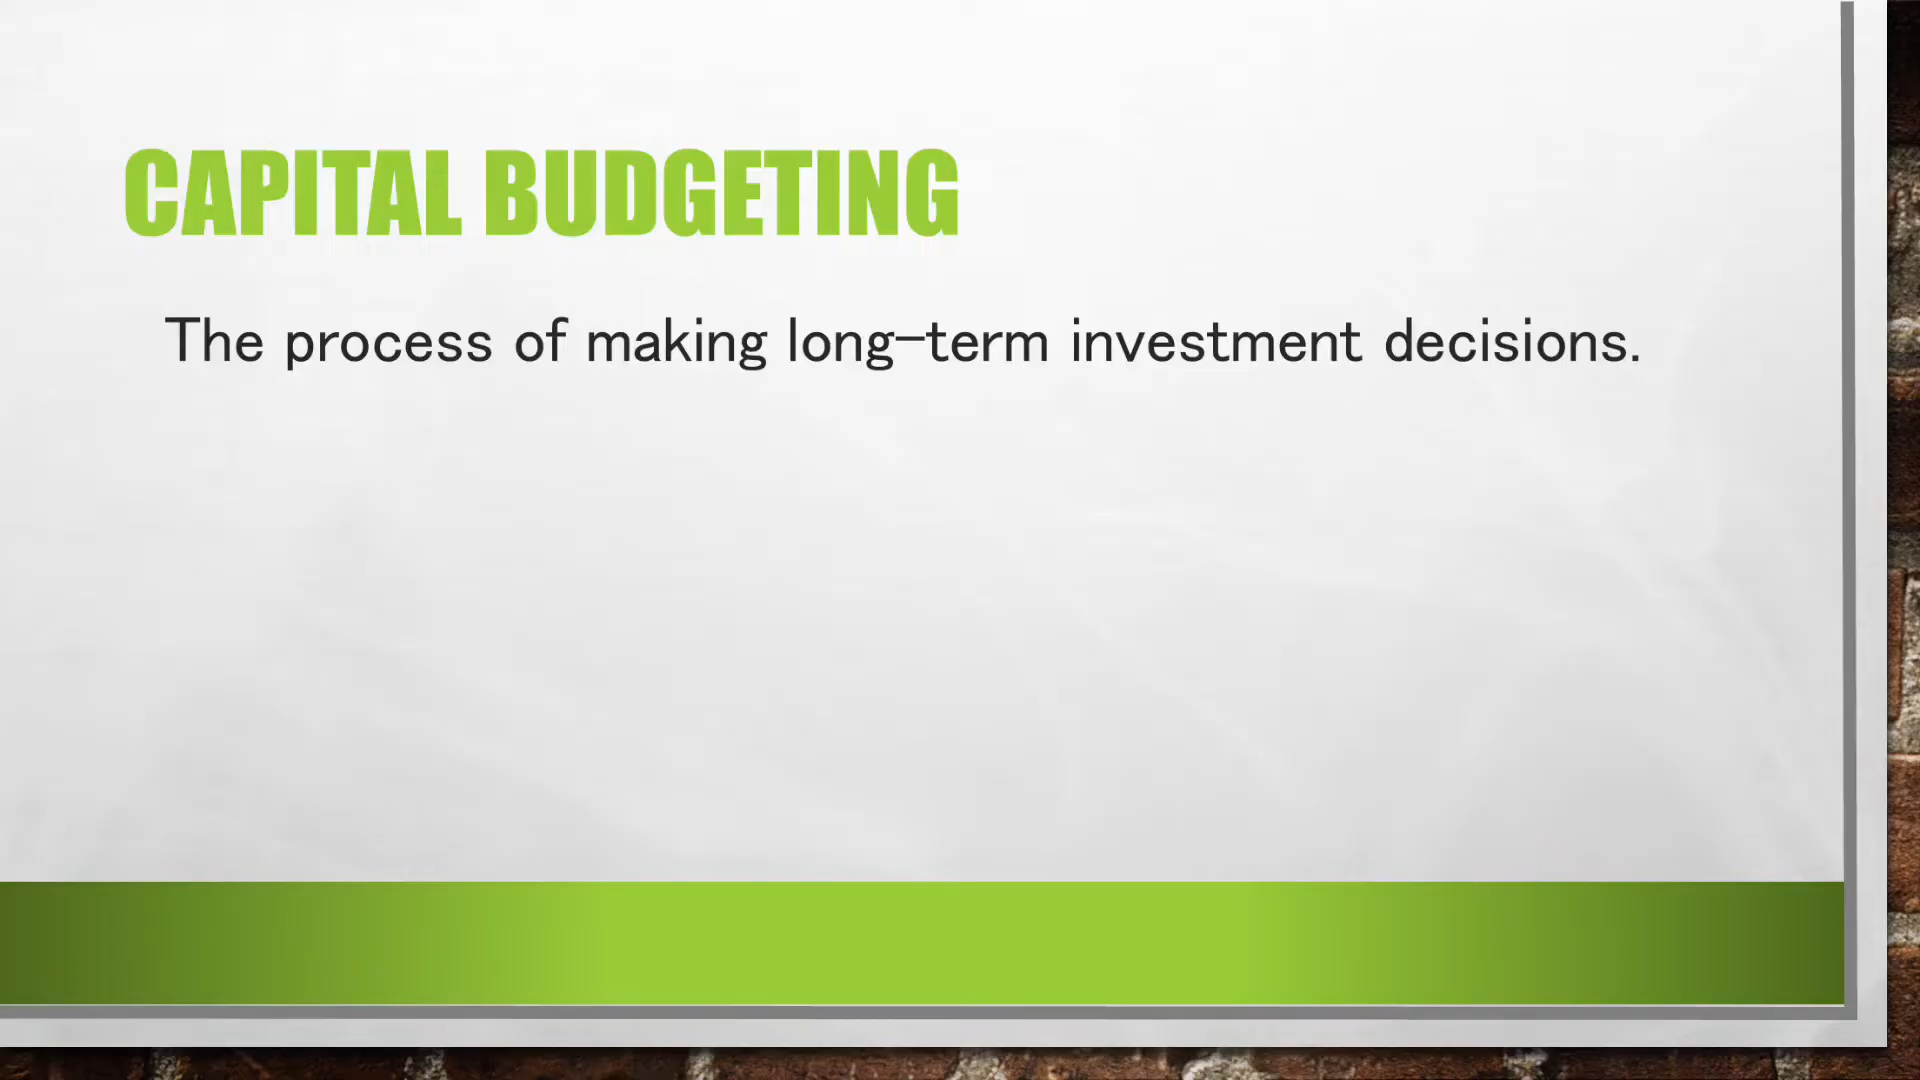 CAPITAL BUDGETING
The process of making long-term investment decisions.